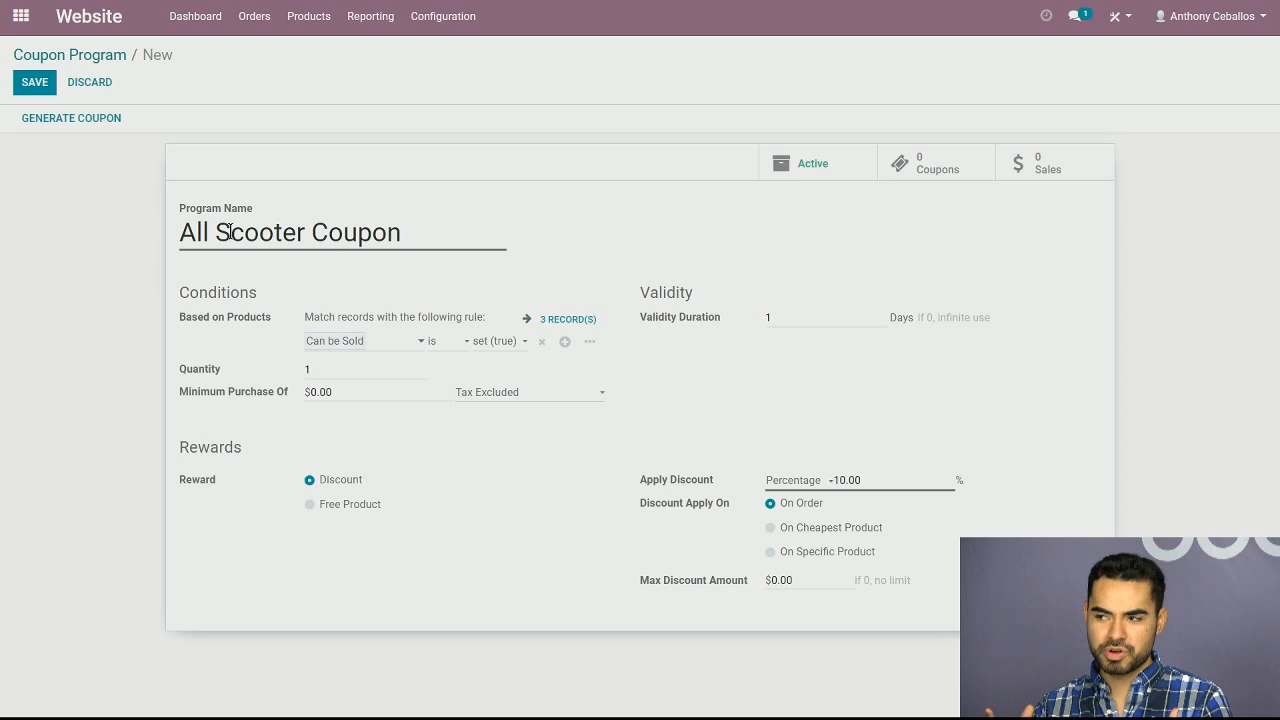 Website Dashboard Orders Products Reporting Configuration 1 Anthony Ceballos
Coupon Program / New
SAVE DISCARD
GENERATE COUPON
Active
0 Coupons
$ 0 Sales
Program Name
All Scooter Coupon
Conditions
Based on Products Match records with the following rule: 3 RECORD(S)
Can be Sold is set (true)
Quantity 1
Minimum Purchase Of $0.00 Tax Excluded
Validity
Validity Duration 1 Days if 0, infinite use
Rewards
Reward Discount
Free Product
Apply Discount Percentage 10.00 %
Discount Apply On On Order
On Cheapest Product
On Specific Product
Max Discount Amount $0.00 if 0, no limit